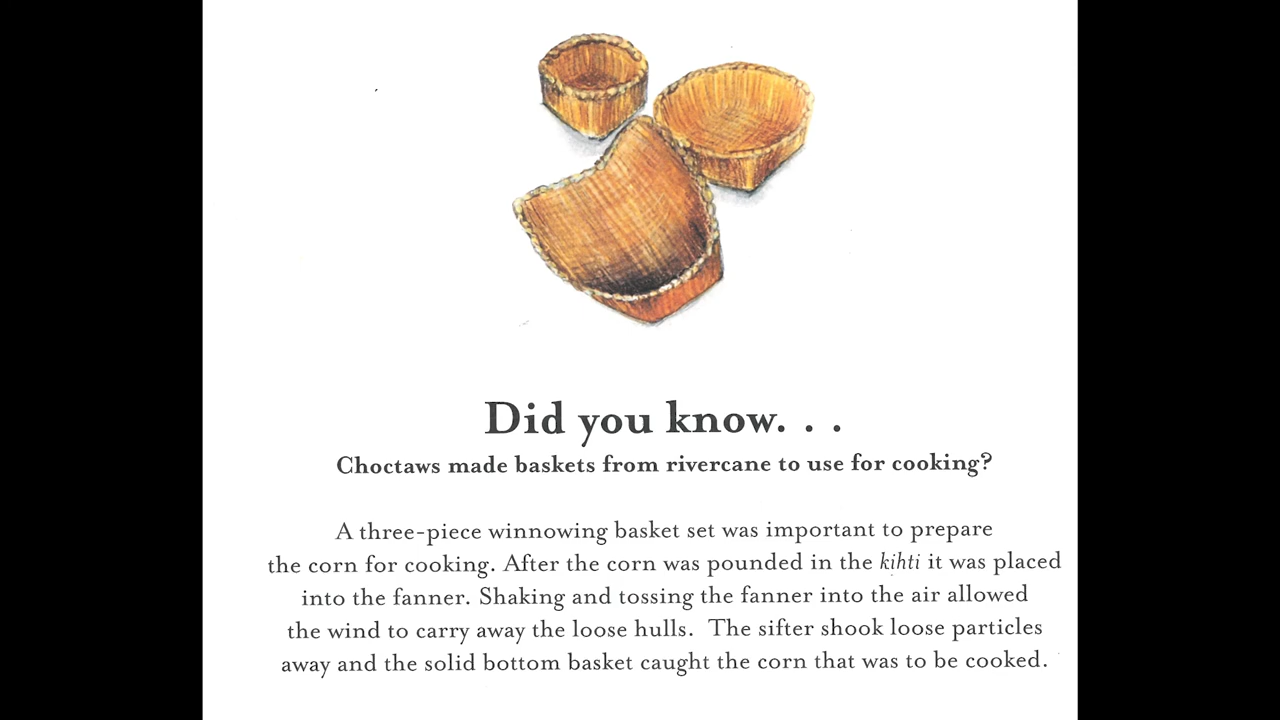 Did you know. . .
Choctaws made baskets from rivercane to use for cooking?
A three-piece winnowing basket set was important to prepare
the corn for cooking. After the corn was pounded in the kihti it was placed
into the fanner. Shaking and tossing the fanner into the air allowed
the wind to carry away the loose hulls.  The sifter shook loose particles
away and the solid bottom basket caught the corn that was to be cooked.